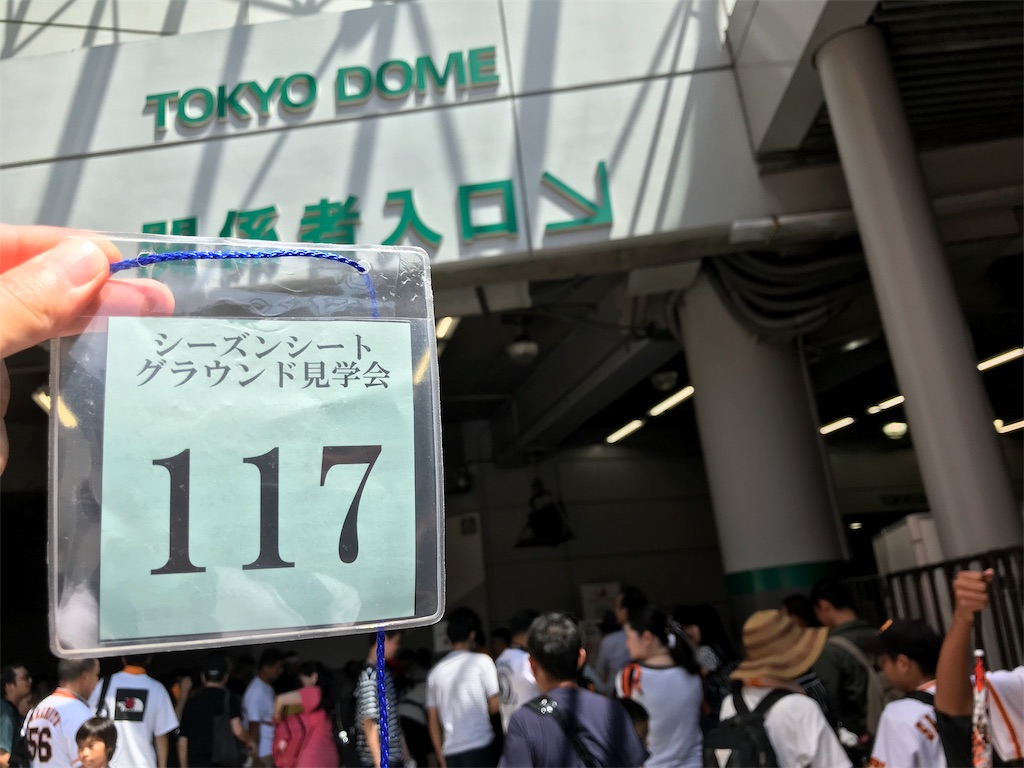 TOKYO DOME
関係者入口
シーズンシート
グラウンド見学会
117
56